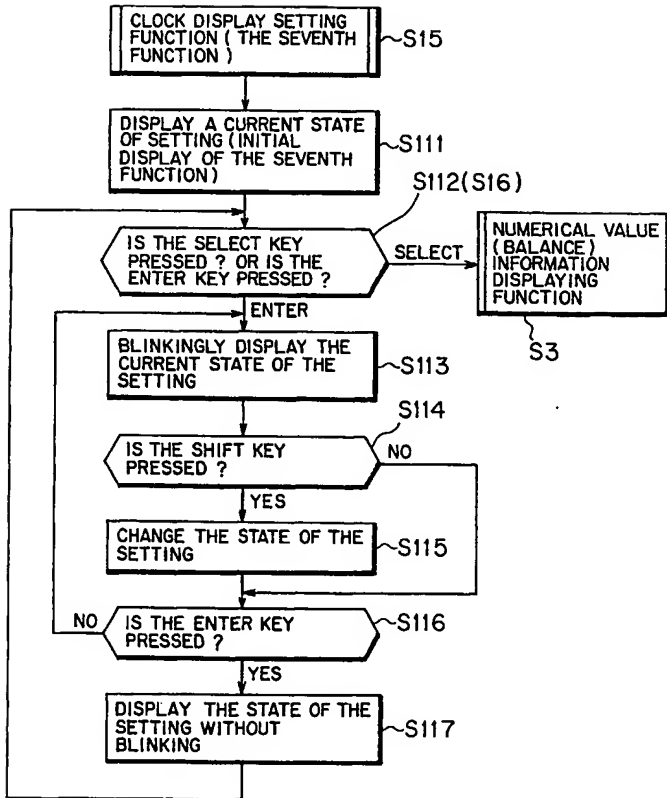 CLOCK DISPLAY SETTING
FUNCTION ( THE SEVENTH
FUNCTION )
S15
DISPLAY A CURRENT STATE
OF SETTING (INITIAL
DISPLAY OF THE SEVENTH
FUNCTION)
S111
S112(S16)
IS THE SELECT KEY
PRESSED ? OR IS THE
ENTER KEY PRESSED ?
SELECT
NUMERICAL VALUE
(BALANCE)
INFORMATION
DISPLAYING
FUNCTION
S3
ENTER
BLINKINGLY DISPLAY THE
CURRENT STATE OF THE
SETTING
S113
S114
IS THE SHIFT KEY
PRESSED ?
NO
YES
CHANGE THE STATE OF THE
SETTING
S115
NO
IS THE ENTER KEY
PRESSED ?
S116
YES
DISPLAY THE STATE OF THE
SETTING WITHOUT
BLINKING
S117